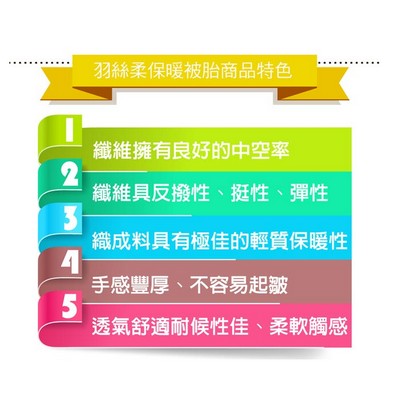 羽絲柔保暖被胎商品特色
1
纖維擁有良好的中空率
2
纖維具反撥性、挺性、彈性
3
織成料具有極佳的輕質保暖性
4
手感豐厚、不容易起皺
5
透氣舒適耐候性佳、柔軟觸感